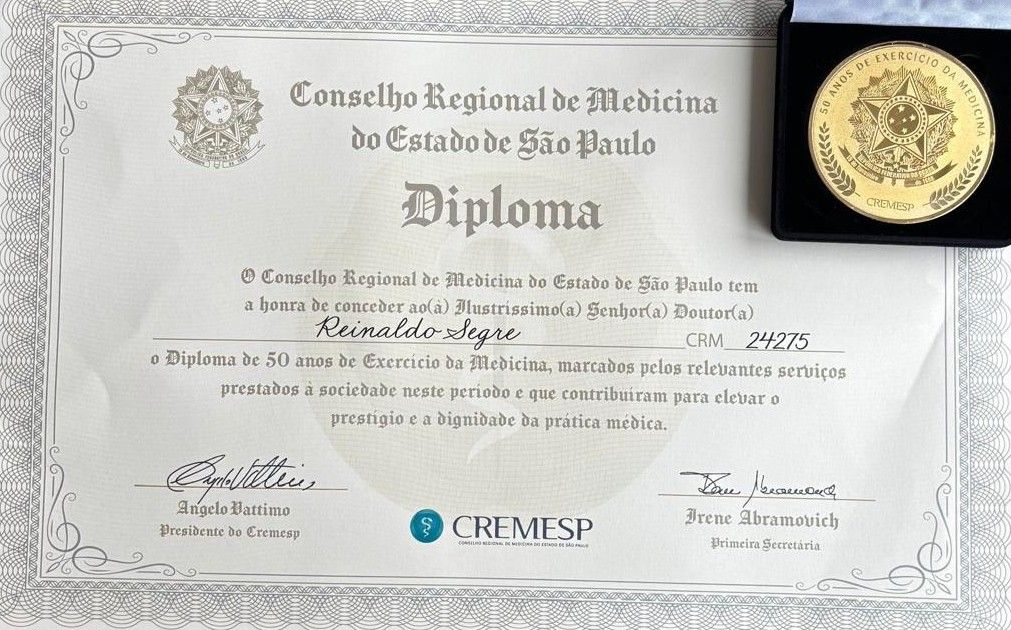 Conselho Regional de Medicina
do Estado de São Paulo
Diploma
O Conselho Regional de Medicina do Estado de São Paulo tem
a honra de conceder ao(à) Ilustríssimo(a) Senhor(a) Doutor(a)
Reinaldo Segre CRM 24275
o Diploma de 50 anos de Exercício da Medicina, marcados pelos relevantes serviços
prestados à sociedade neste período e que contribuíram para elevar o
prestígio e a dignidade da prática médica.
Angelo Vattimo
Presidente do Cremesp
CREMESP
CONSELHO REGIONAL DE MEDICINA DO ESTADO DE SÃO PAULO
Irene Abramovich
Primeira Secretária
50 ANOS DE EXERCÍCIO DA MEDICINA
REPÚBLICA FEDERATIVA DO BRASIL
CREMESP